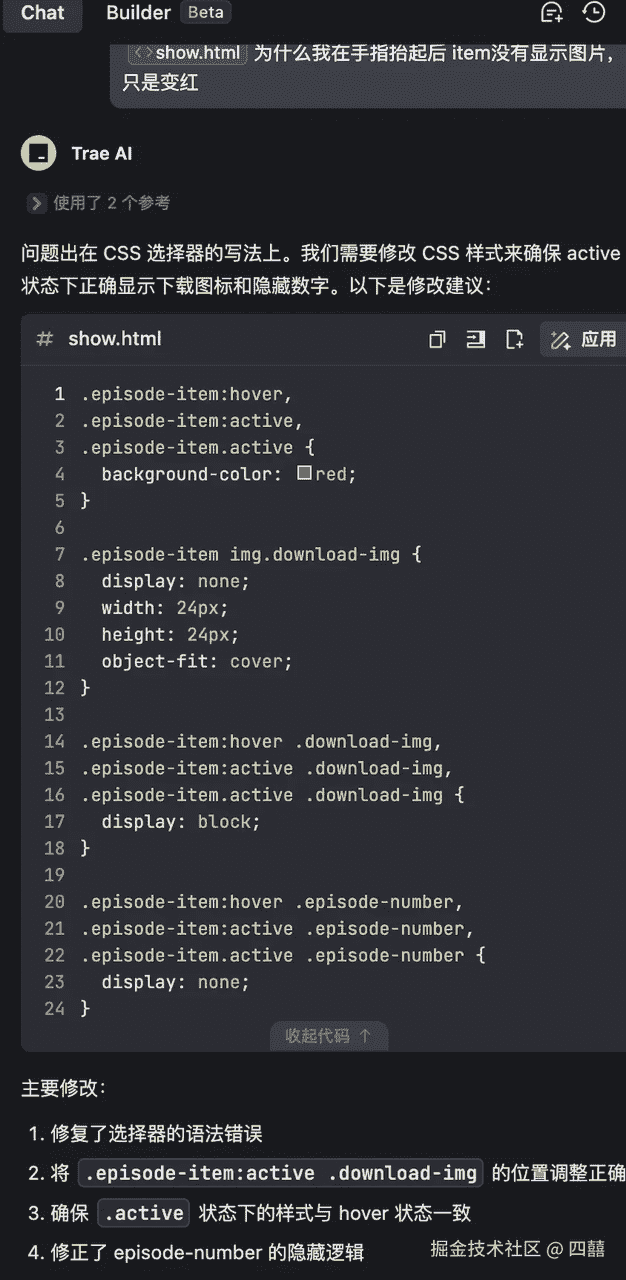 Chat Builder Beta
show.html 为什么我在手指抬起后 item没有显示图片，
只是变红
Trae AI
使用了 2 个参考
问题出在 CSS 选择器的写法上。我们需要修改 CSS 样式来确保 active
状态下正确显示下载图标和隐藏数字。以下是修改建议：
# show.html 应用
1 .episode-item:hover,
2 .episode-item:active,
3 .episode-item.active {
4 background-color: red;
5 }
6
7 .episode-item img.download-img {
8 display: none;
9 width: 24px;
10 height: 24px;
11 object-fit: cover;
12 }
13
14 .episode-item:hover .download-img,
15 .episode-item:active .download-img,
16 .episode-item.active .download-img {
17 display: block;
18 }
19
20 .episode-item:hover .episode-number,
21 .episode-item:active .episode-number,
22 .episode-item.active .episode-number {
23 display: none;
24 }
收起代码 ↑
主要修改：
1. 修复了选择器的语法错误
2. 将 .episode-item:active .download-img 的位置调整正确
3. 确保 .active 状态下的样式与 hover 状态一致
4. 修正了 episode-number 的隐藏逻辑
掘金技术社区 @ 四囍